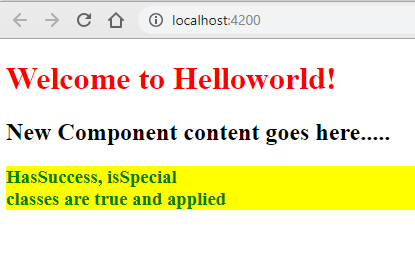 localhost:4200
Welcome to Helloworld!
New Component content goes here.....
HasSuccess, isSpecial
classes are true and applied